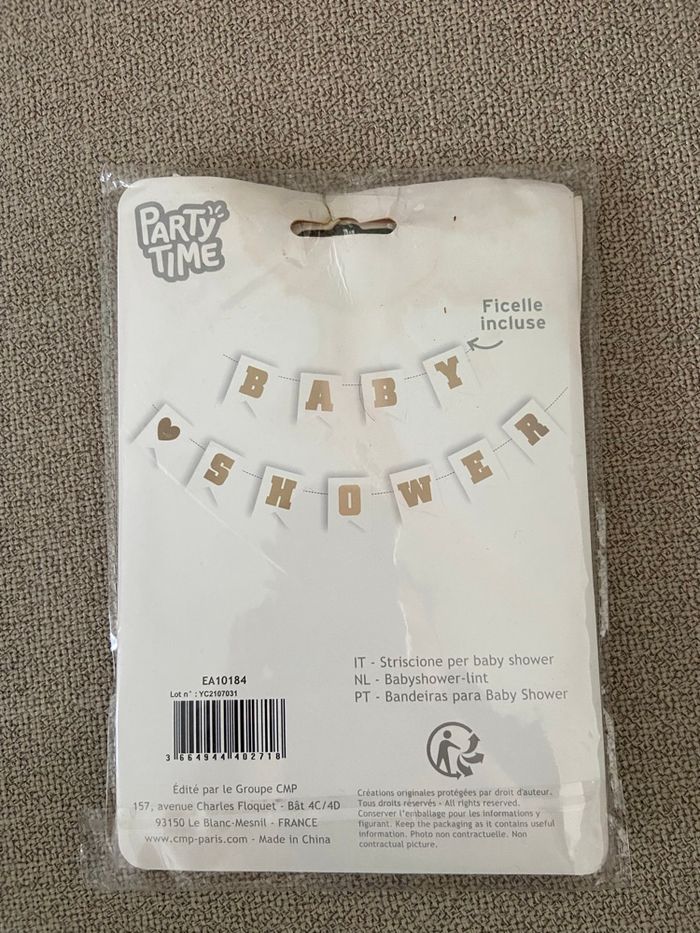 PARTY
TIME
Ficelle
incluse
BABY
SHOWER
IT - Striscione per baby shower
NL - Babyshower-lint
PT - Bandeiras para Baby Shower
EA10184
Lot n° : YC2107031
3 664944 402718
Édité par le Groupe CMP
157, avenue Charles Floquet - Bât 4C/4D
93150 Le Blanc-Mesnil - FRANCE
www.cmp-paris.com - Made in China
Créations originales protégées par droit d'auteur.
Tous droits réservés - All rights reserved.
Conserver l'emballage pour les informations y
figurant. Keep the packaging as it contains useful
information. Photo non contractuelle. Non
contractual picture.